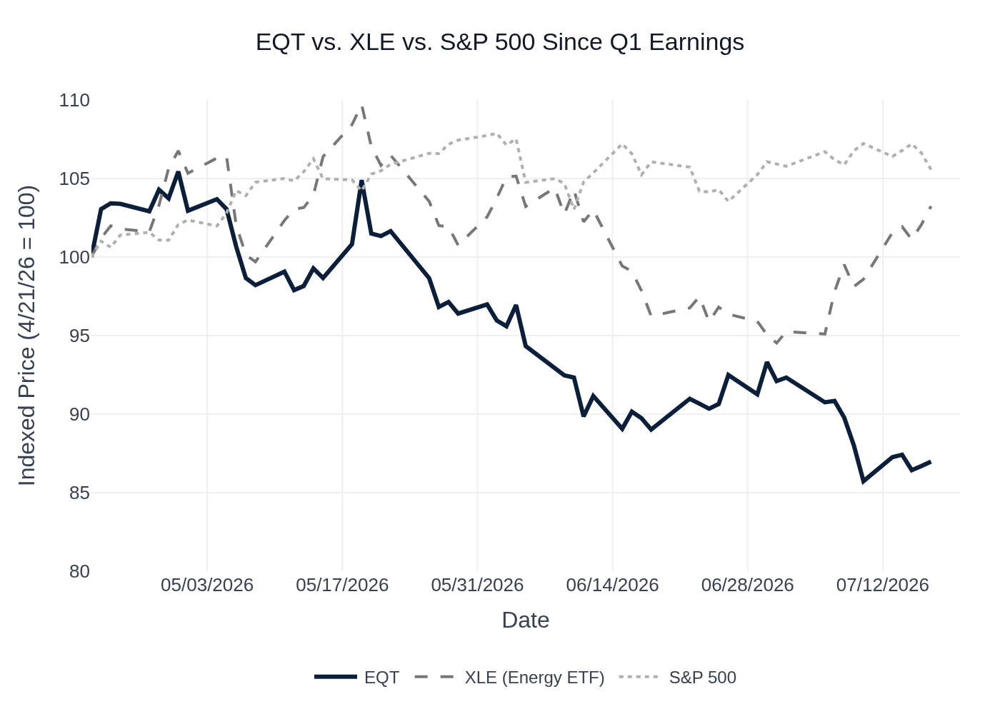 EQT vs. XLE vs. S&P 500 Since Q1 Earnings
Indexed Price (4/21/26 = 100)
110
105
100
95
90
85
80
05/03/2026 05/17/2026 05/31/2026 06/14/2026 06/28/2026 07/12/2026
Date
EQT XLE (Energy ETF) S&P 500